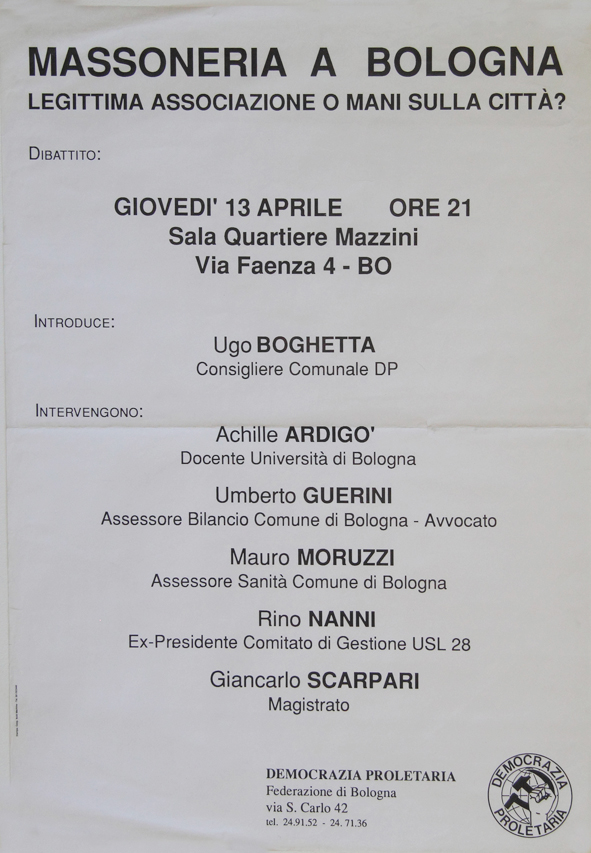 MASSONERIA A BOLOGNA
LEGITTIMA ASSOCIAZIONE O MANI SULLA CITTÀ?
DIBATTITO:
GIOVEDI' 13 APRILE ORE 21
Sala Quartiere Mazzini
Via Faenza 4 - BO
INTRODUCE:
Ugo BOGHETTA
Consigliere Comunale DP
INTERVENGONO:
Achille ARDIGO'
Docente Università di Bologna
Umberto GUERINI
Assessore Bilancio Comune di Bologna - Avvocato
Mauro MORUZZI
Assessore Sanità Comune di Bologna
Rino NANNI
Ex-Presidente Comitato di Gestione USL 28
Giancarlo SCARPARI
Magistrato
DEMOCRAZIA PROLETARIA
Federazione di Bologna
via S. Carlo 42
tel. 24.91.52 - 24. 71.36
DEMOCRAZIA
PROLETARIA